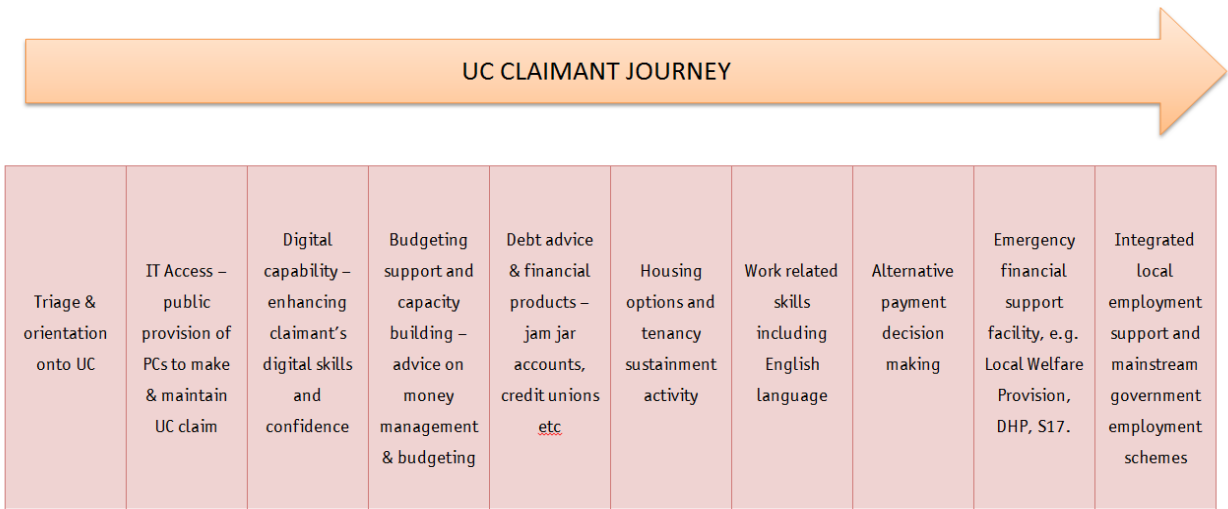 UC CLAIMANT JOURNEY
Triage &
orientation
onto UC
IT Access –
public
provision of
PCs to make
& maintain
UC claim
Digital
capability –
enhancing
claimant's
digital skills
and
confidence
Budgeting
support and
capacity
building –
advice on
money
management
& budgeting
Debt advice
& financial
products –
jam jar
accounts,
credit unions
etc
Housing
options and
tenancy
sustainment
activity
Work related
skills
including
English
language
Alternative
payment
decision
making
Emergency
financial
support
facility, e.g.
Local Welfare
Provision,
DHP, S17.
Integrated
local
employment
support and
mainstream
government
employment
schemes